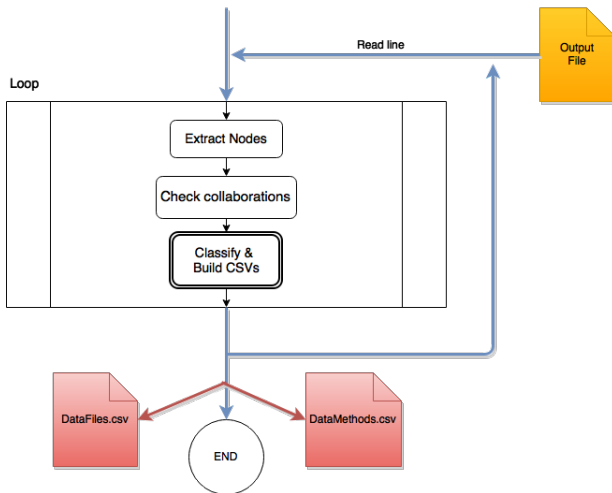 Read line
Output
File
Loop
Extract Nodes
Check collaborations
Classify &
Build CSVs
DataFiles.csv
DataMethods.csv
END